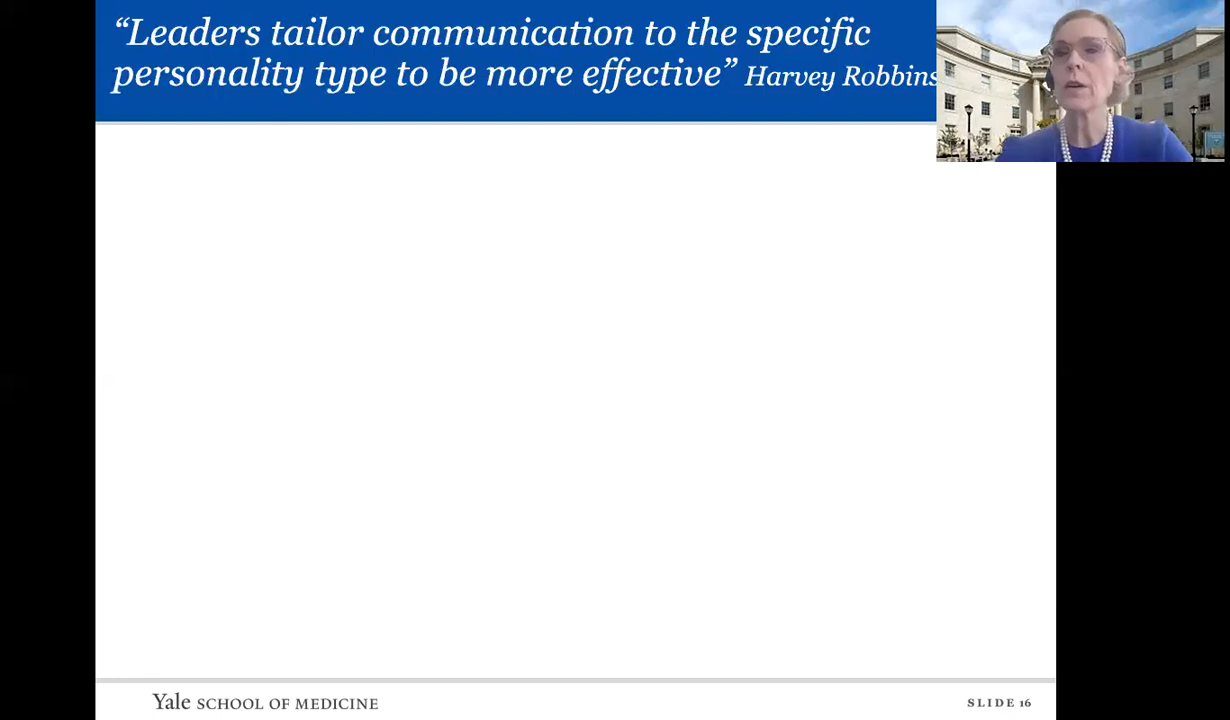 “Leaders tailor communication to the specific
personality type to be more effective” Harvey Robbins
Yale SCHOOL OF MEDICINE
SLIDE 16